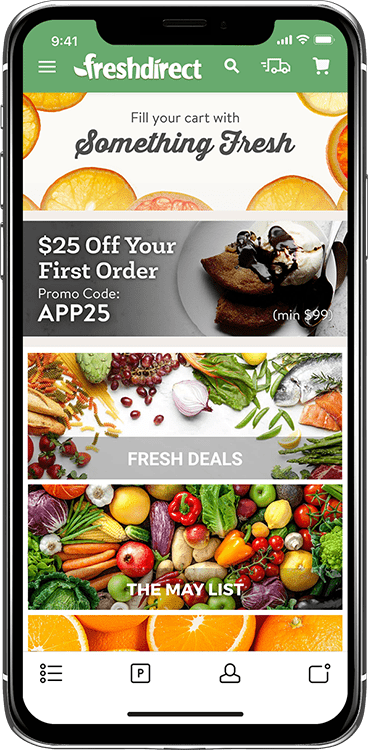 9:41
freshdirect
Fill your cart with
Something Fresh
$25 Off Your
First Order
Promo Code:
APP25
(min $99)
FRESH DEALS
THE MAY LIST
P